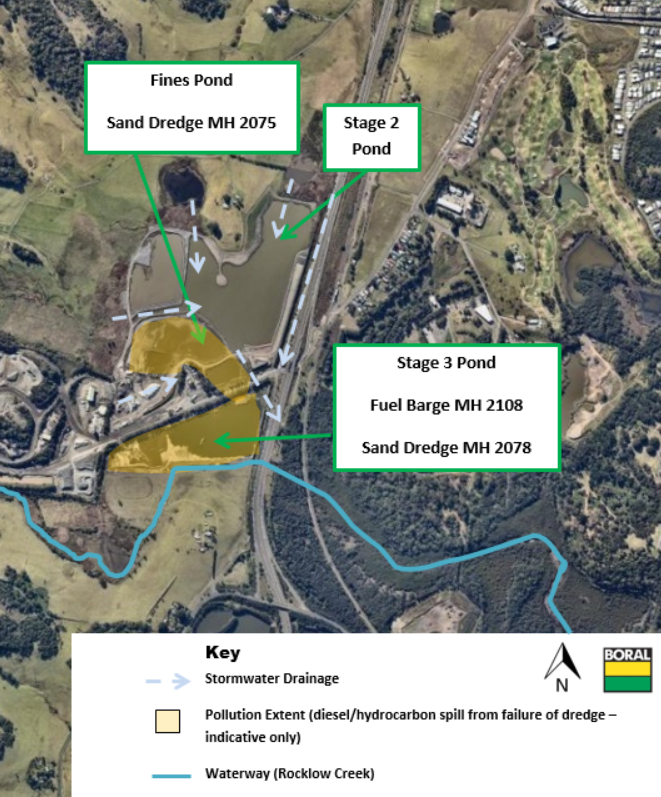 Fines Pond
Sand Dredge MH 2075
Stage 2
Pond
Stage 3 Pond
Fuel Barge MH 2108
Sand Dredge MH 2078
Key
Stormwater Drainage
Pollution Extent (diesel/hydrocarbon spill from failure of dredge –
indicative only)
Waterway (Rocklow Creek)
N
BORAL